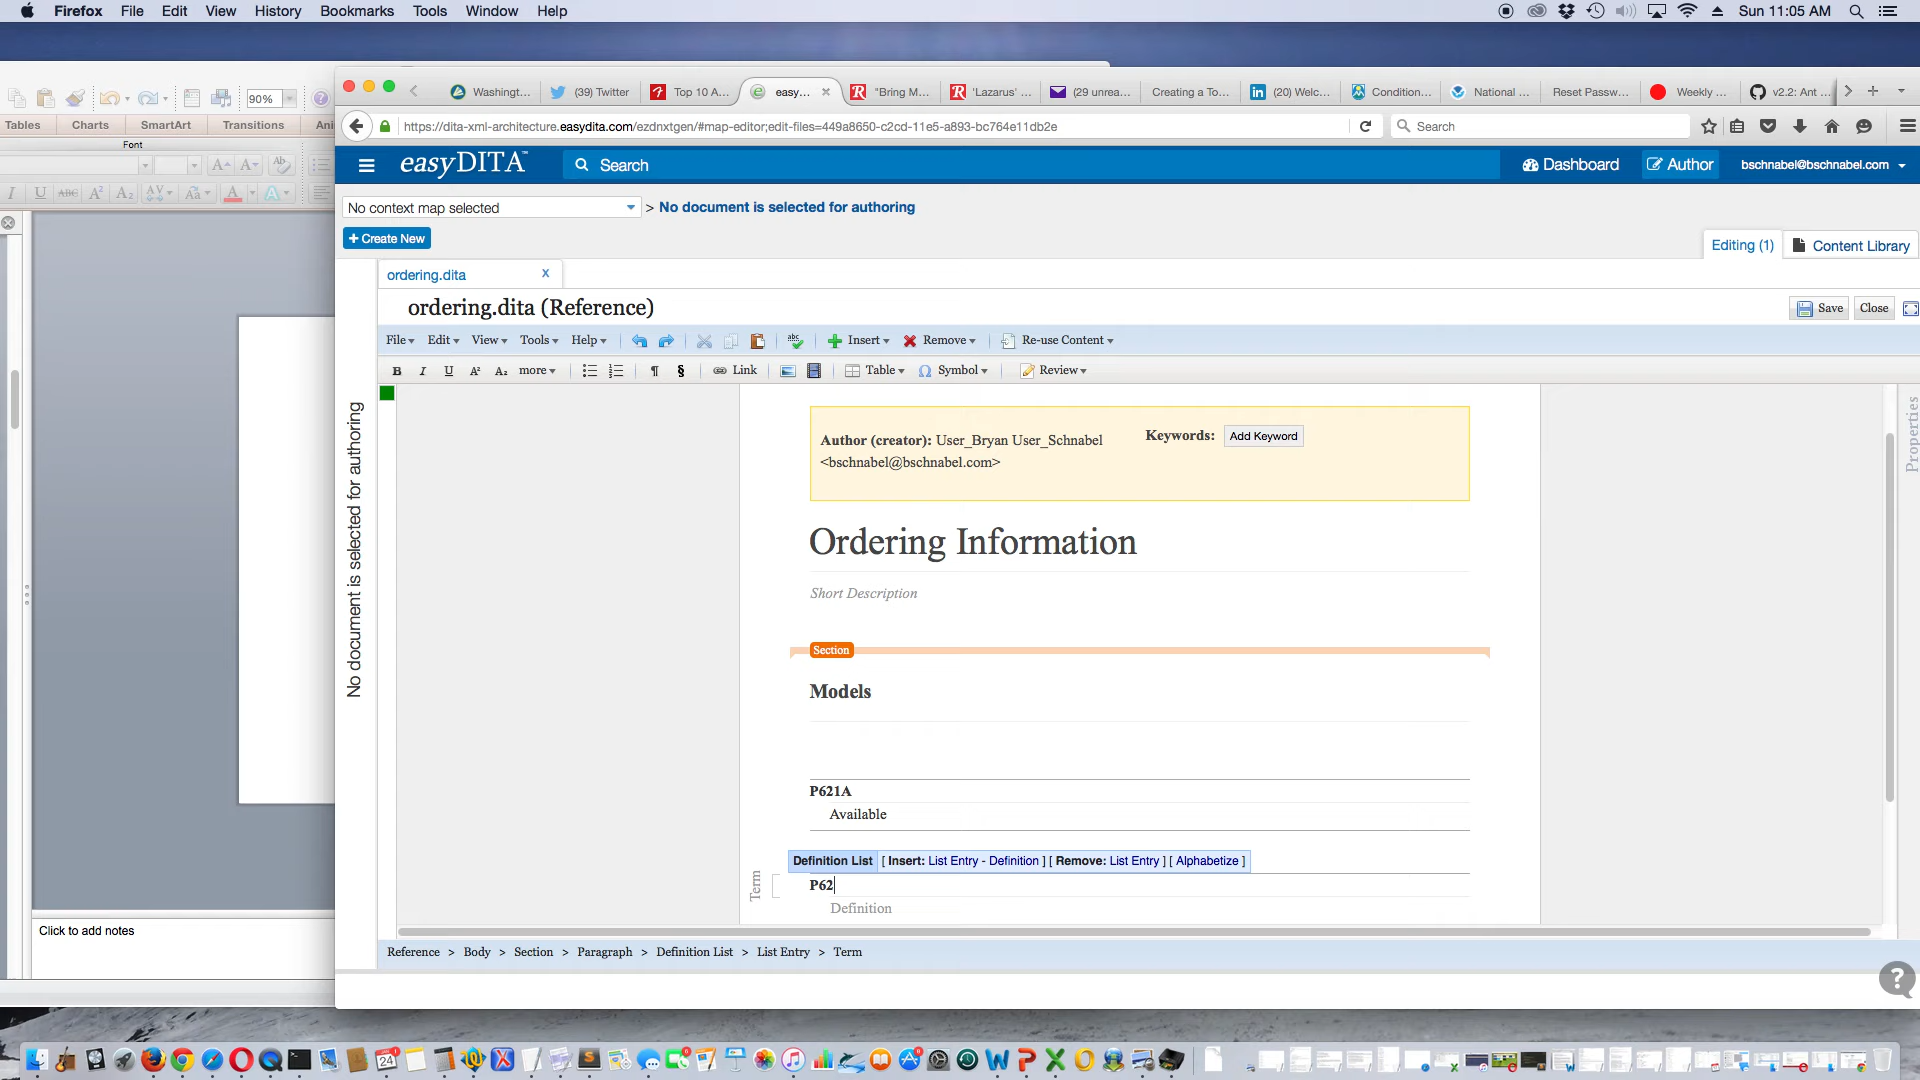 Firefox File Edit View History Bookmarks Tools Window Help
Sun 11:05 AM
90%
Tables Charts SmartArt Transitions Ani
Font
Washingt...
(39) Twitter
Top 10 A...
easy...
"Bring M...
'Lazarus' ...
(29 unrea...
Creating a To...
(20) Welc...
Condition...
National ...
Reset Passw...
Weekly ...
v2.2: Ant ...
https://dita-xml-architecture.easydita.com/ezdnxtgen/#map-editor;edit-files=449a8650-c2cd-11e5-a893-bc764e11db2e
Search
easyDITA™
Search
Dashboard
Author
bschnabel@bschnabel.com
No context map selected
> No document is selected for authoring
+ Create New
Editing (1)
Content Library
ordering.dita x
ordering.dita (Reference)
Save
Close
File Edit View Tools Help
Insert Remove Re-use Content
B I U A² A₂ more
¶ § Link Table Ω Symbol Review
No document is selected for authoring
Properties
Author (creator): User_Bryan User_Schnabel
<bschnabel@bschnabel.com>
Keywords: Add Keyword
Ordering Information
Short Description
Section
Models
P621A
Available
Definition List [ Insert: List Entry - Definition ] [ Remove: List Entry ] [ Alphabetize ]
Term
P62
Definition
Click to add notes
Reference > Body > Section > Paragraph > Definition List > List Entry > Term
?
24